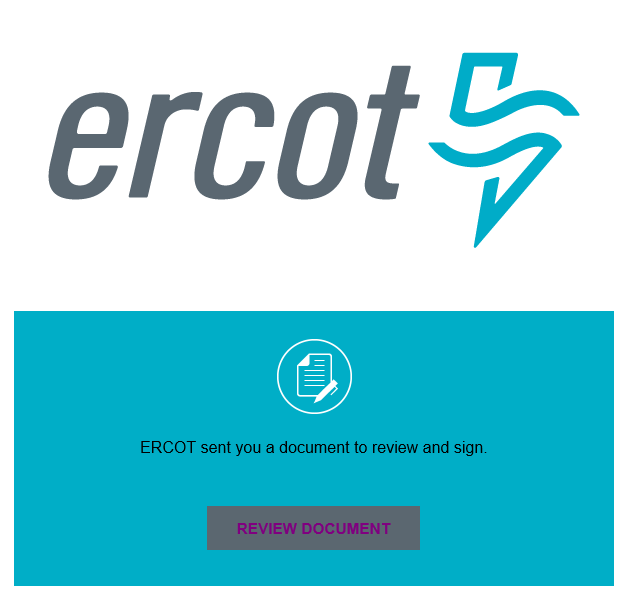 ercot
ERCOT sent you a document to review and sign.
REVIEW DOCUMENT